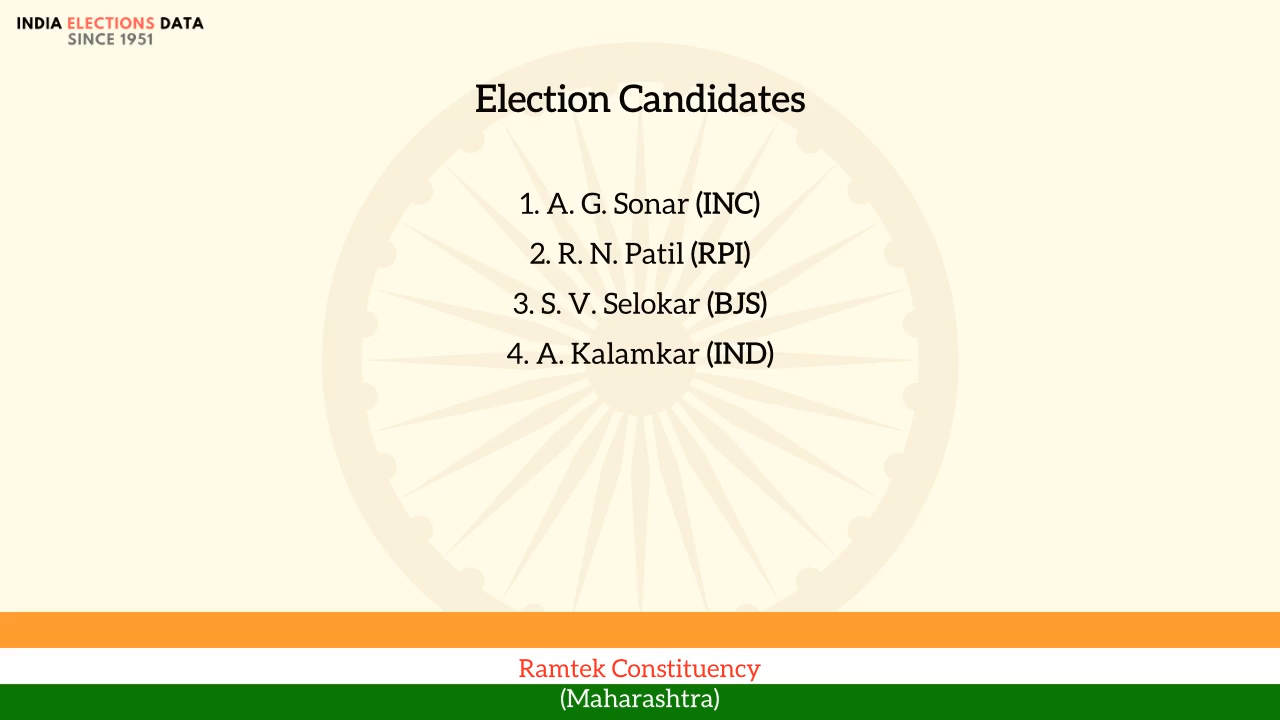 INDIA ELECTIONS DATA
SINCE 1951
Election Candidates
1. A. G. Sonar (INC)
2. R. N. Patil (RPI)
3. S. V. Selokar (BJS)
4. A. Kalamkar (IND)
Ramtek Constituency
(Maharashtra)